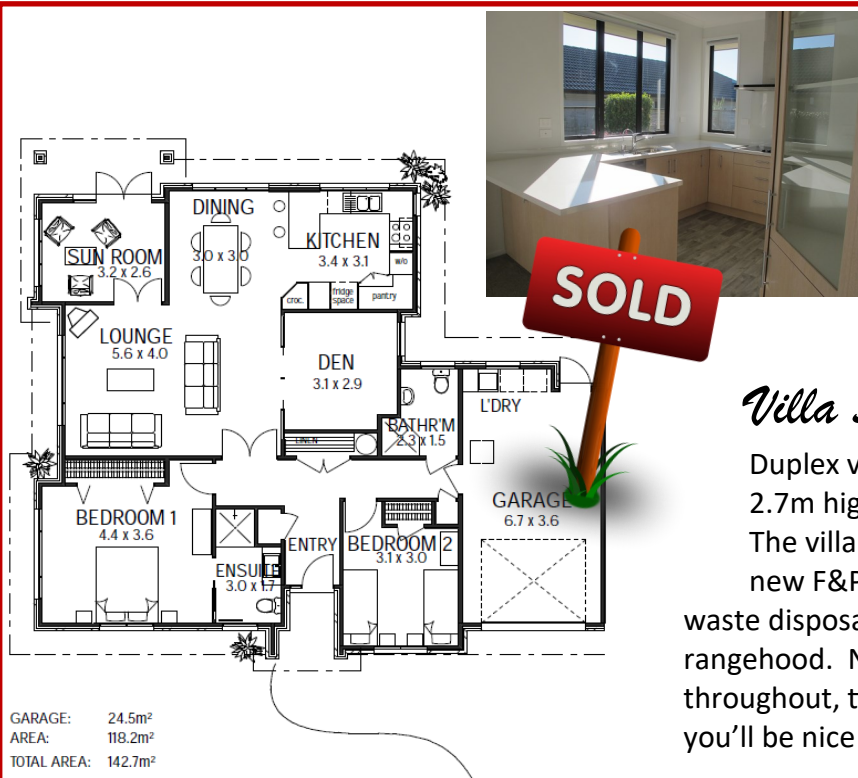 DINING
3.0 x 3.0
KITCHEN
3.4 x 3.1
w/o
SUN ROOM
3.2 x 2.6
croc.
fridge
space
pantry
SOLD
LOUNGE
5.6 x 4.0
DEN
3.1 x 2.9
L'DRY
BATHR'M
2.3 x 1.5
LINEN
GARAGE
6.7 x 3.6
BEDROOM 1
4.4 x 3.6
ENSUITE
3.0 x 1.7
ENTRY
BEDROOM 2
3.1 x 3.0
GARAGE: 24.5m²
AREA: 118.2m²
TOTAL AREA: 142.7m²
Villa
Duplex v
2.7m hig
The villa
new F&P
waste disposa
rangehood. N
throughout, t
you'll be nice